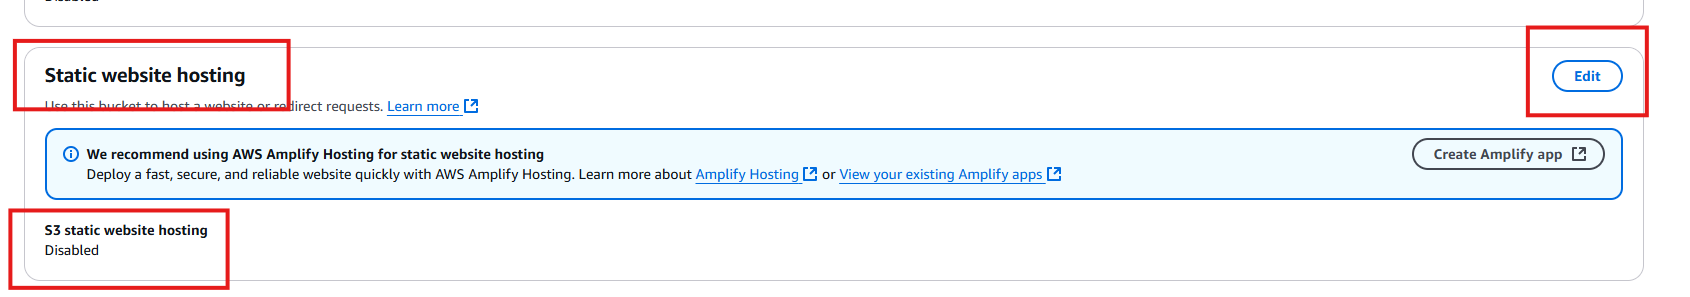 Disabled
Static website hosting
Edit
Use this bucket to host a website or redirect requests. Learn more
We recommend using AWS Amplify Hosting for static website hosting
Deploy a fast, secure, and reliable website quickly with AWS Amplify Hosting. Learn more about Amplify Hosting or View your existing Amplify apps
Create Amplify app
S3 static website hosting
Disabled